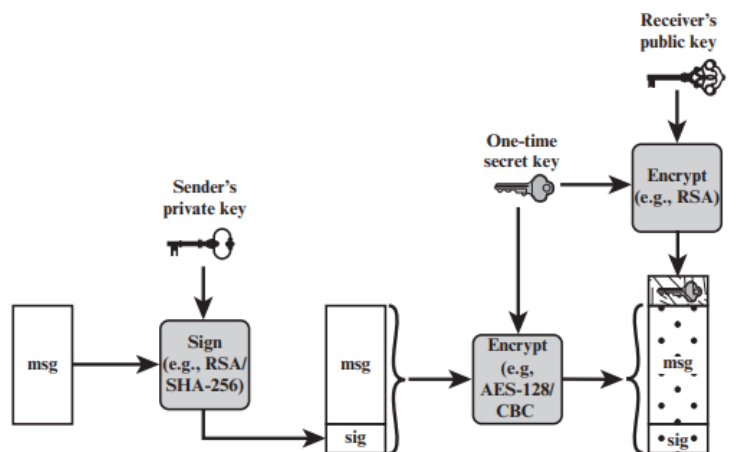 Receiver's
public key
One-time
secret key
Encrypt
(e.g., RSA)
Sender's
private key
msg
Sign
(e.g., RSA/
SHA-256)
msg
sig
Encrypt
(e.g,
AES-128/
CBC
msg
sig